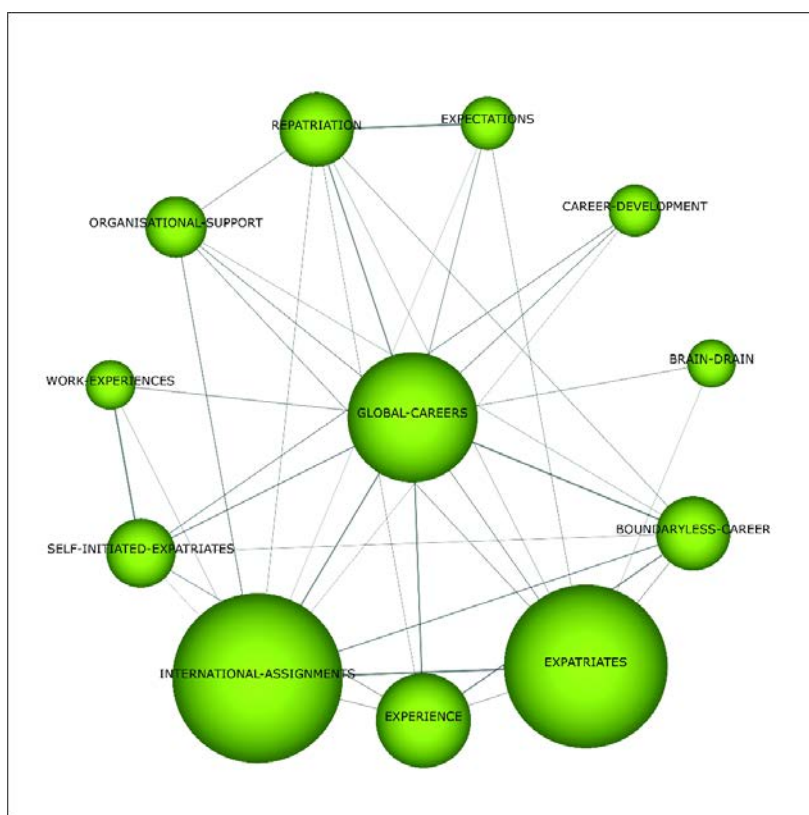 REPATRIATION
EXPECTATIONS
CAREER-DEVELOPMENT
ORGANISATIONAL-SUPPORT
BRAIN-DRAIN
WORK-EXPERIENCES
GLOBAL-CAREERS
BOUNDARYLESS-CAREER
SELF-INITIATED-EXPATRIATES
EXPATRIATES
INTERNATIONAL-ASSIGNMENTS
EXPERIENCE